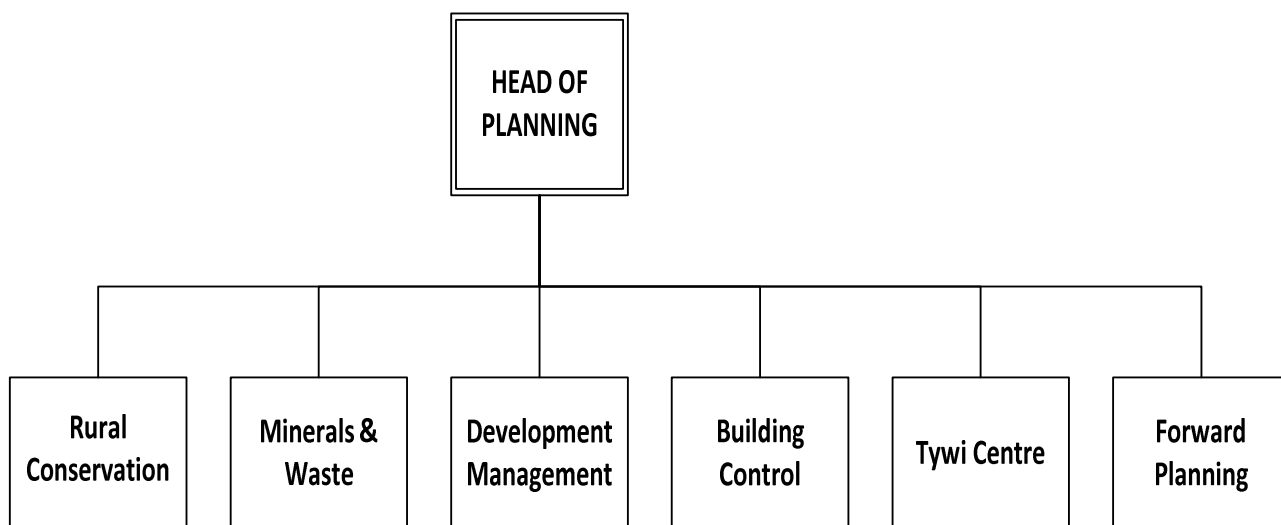 HEAD OF
PLANNING
Rural
Conservation
Minerals &
Waste
Development
Management
Building
Control
Tywi Centre
Forward
Planning